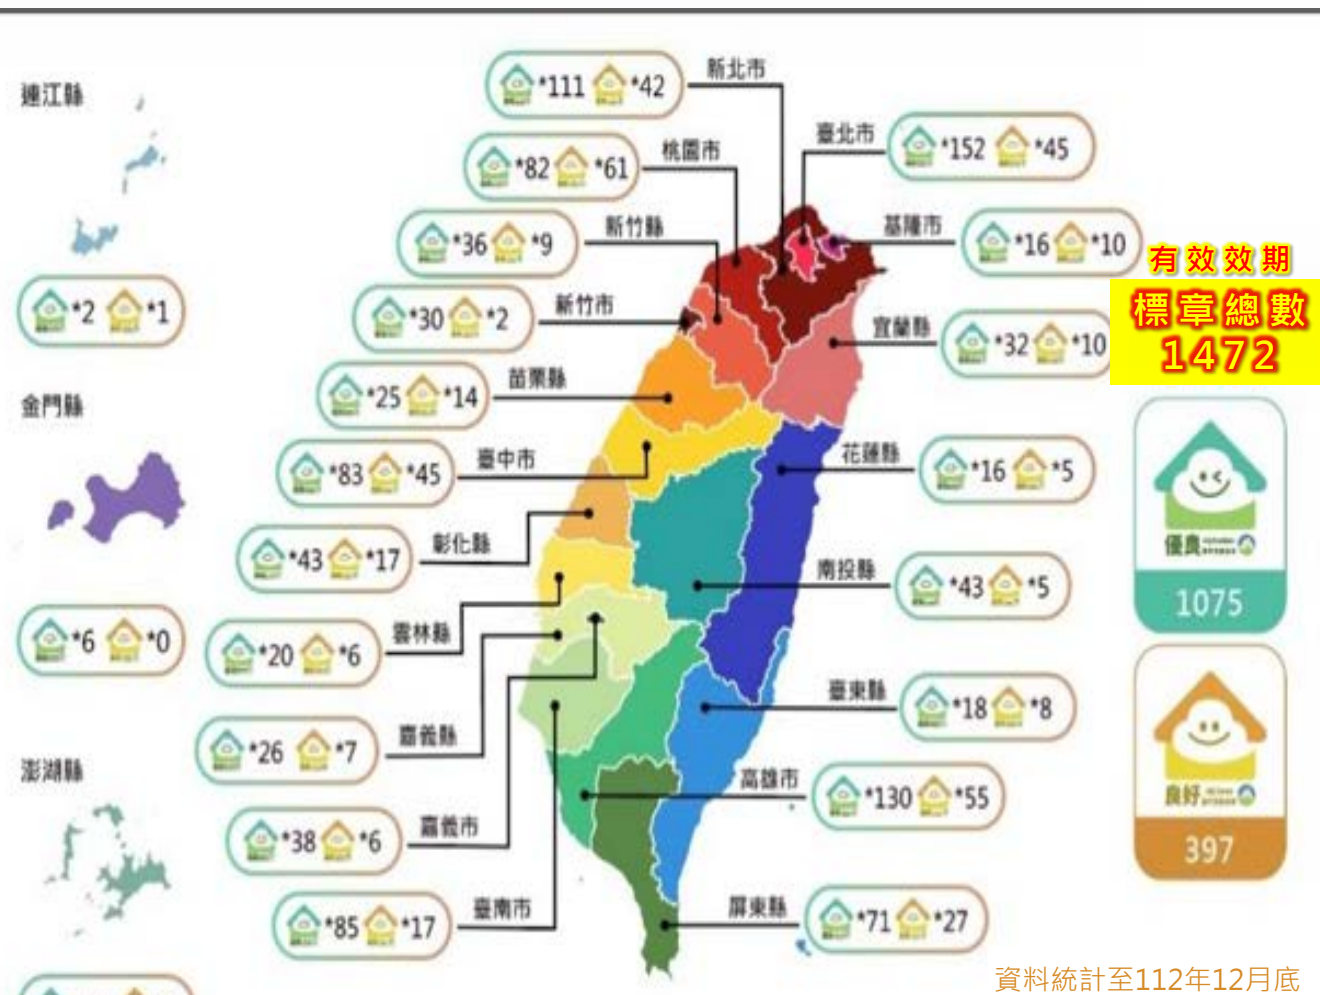 連江縣
*2 *1
金門縣
*6 *0
澎湖縣
*111 *42
新北市
*82 *61
桃園市
*36 *9
新竹縣
*30 *2
新竹市
*25 *14
苗栗縣
*83 *45
臺中市
*43 *17
彰化縣
*20 *6
雲林縣
*26 *7
嘉義縣
*38 *6
嘉義市
*85 *17
臺南市
臺北市
*152 *45
基隆市
*16 *10
宜蘭縣
*32 *10
花蓮縣
*16 *5
南投縣
*43 *5
臺東縣
*18 *8
高雄市
*130 *55
屏東縣
*71 *27
有效效期
標章總數
1472
優良
1075
良好
397
資料統計至112年12月底